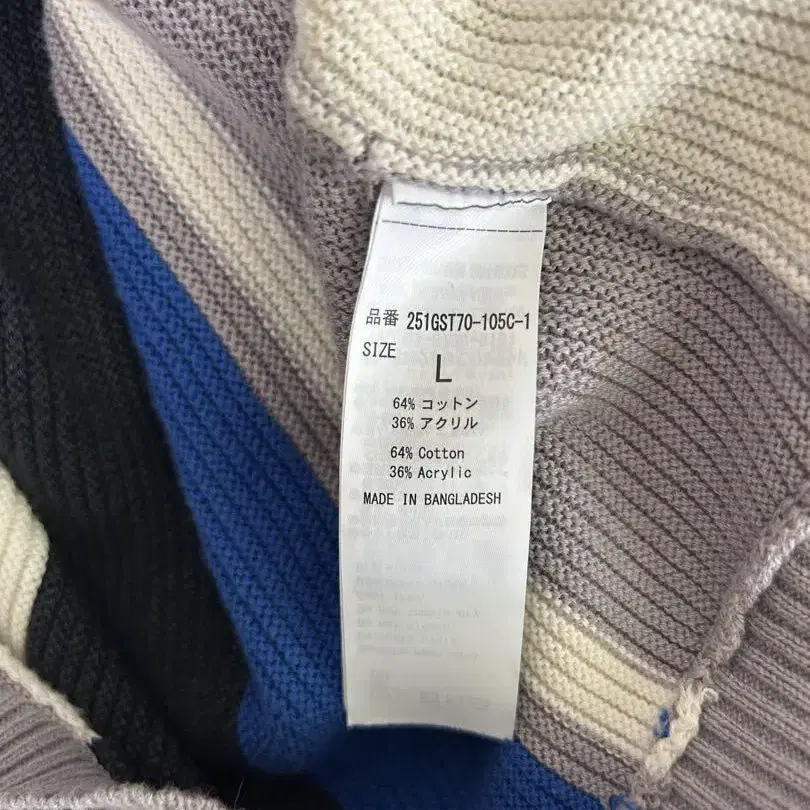 品番 251GST70-105C-1
SIZE
L
64% コットン
36% アクリル
64% Cotton
36% Acrylic
MADE IN BANGLADESH